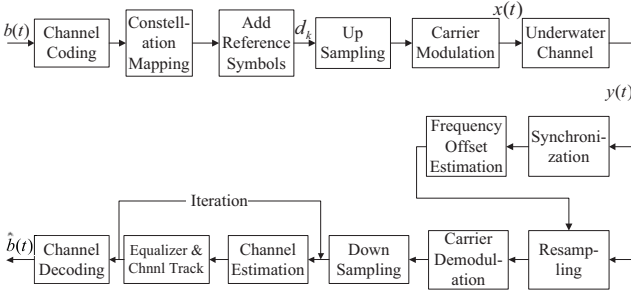 b(t)
Channel
Coding
Constell-
ation
Mapping
Add
Reference
Symbols
d_k
Up
Sampling
Carrier
Modulation
x(t)
Underwater
Channel
y(t)
Frequency
Offset
Estimation
Synchroni-
zation
Iteration
b̂(t)
Channel
Decoding
Equalizer &
Chnnl Track
Channel
Estimation
Down
Sampling
Carrier
Demodul-
ation
Resamp-
ling